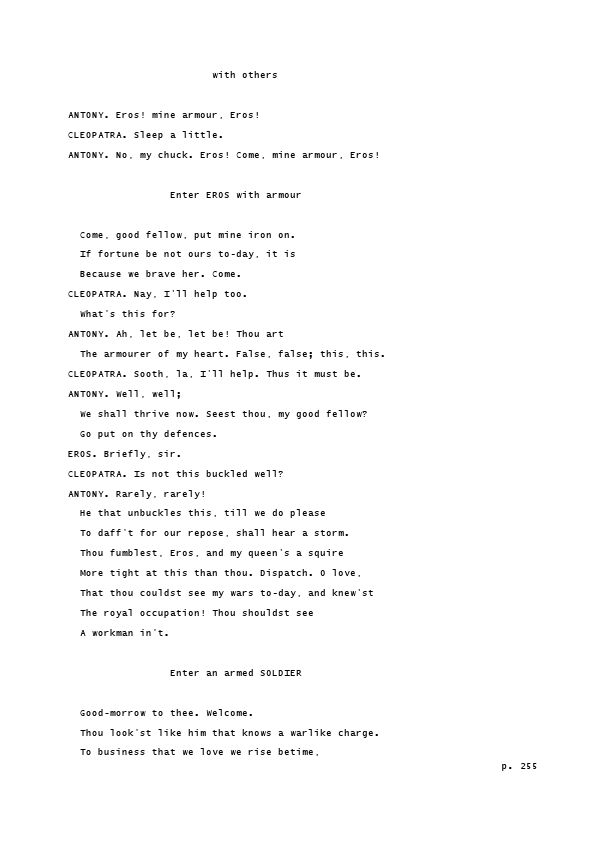 with others
ANTONY. Eros! mine armour, Eros!
CLEOPATRA. Sleep a little.
ANTONY. No, my chuck. Eros! Come, mine armour, Eros!
Enter EROS with armour
Come, good fellow, put mine iron on.
If fortune be not ours to-day, it is
Because we brave her. Come.
CLEOPATRA. Nay, I'll help too.
What's this for?
ANTONY. Ah, let be, let be! Thou art
The armourer of my heart. False, false; this, this.
CLEOPATRA. Sooth, la, I'll help. Thus it must be.
ANTONY. Well, well;
We shall thrive now. Seest thou, my good fellow?
Go put on thy defences.
EROS. Briefly, sir.
CLEOPATRA. Is not this buckled well?
ANTONY. Rarely, rarely!
He that unbuckles this, till we do please
To daff't for our repose, shall hear a storm.
Thou fumblest, Eros, and my queen's a squire
More tight at this than thou. Dispatch. O love,
That thou couldst see my wars to-day, and knew'st
The royal occupation! Thou shouldst see
A workman in't.
Enter an armed SOLDIER
Good-morrow to thee. Welcome.
Thou look'st like him that knows a warlike charge.
To business that we love we rise betime,
p. 255